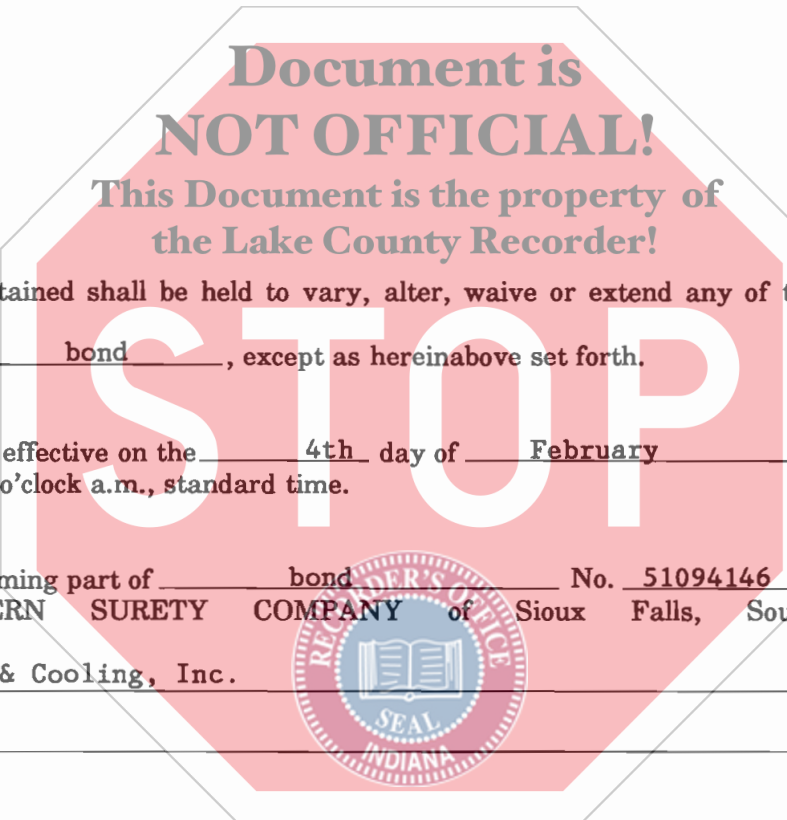 Document is
NOT OFFICIAL!
This Document is the property of
the Lake County Recorder!
tained shall be held to vary, alter, waive or extend any of
STOP
bond, except as hereinabove set forth.
effective on the 4th day of February
o'clock a.m., standard time.
ming part of bond No. 51094146
ERN SURETY COMPANY of Sioux Falls, Sou
& Cooling, Inc.
RECORDER'S OFFICE
SEAL
INDIANA